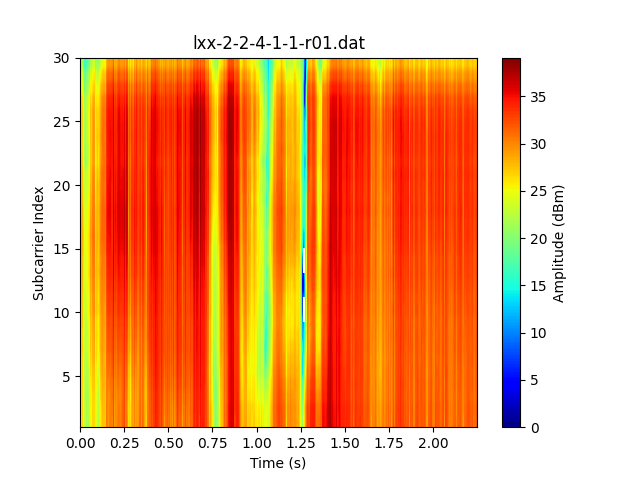 lxx-2-2-4-1-1-r01.dat
30
25
20
15
10
5
Subcarrier Index
0.00 0.25 0.50 0.75 1.00 1.25 1.50 1.75 2.00
Time (s)
35
30
25
20
15
10
5
0
Amplitude (dBm)